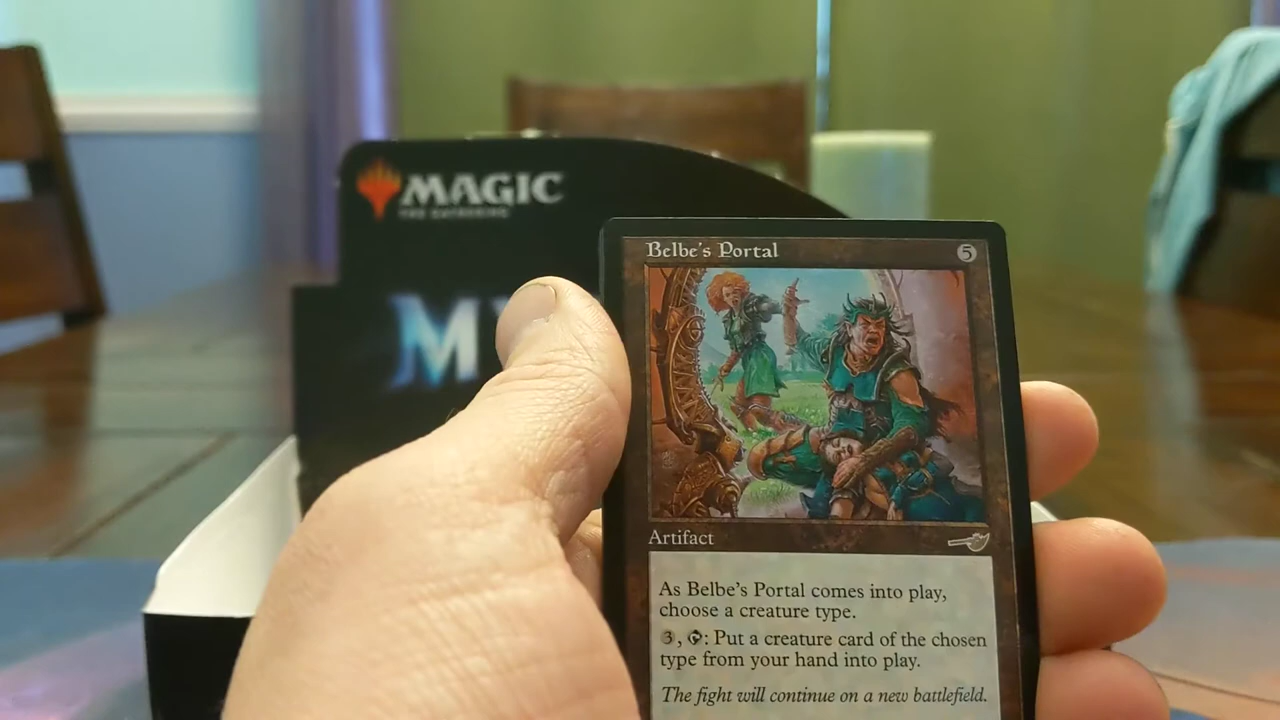 MAGIC
THE GATHERING
M
Belbe's Portal
5
Artifact
As Belbe's Portal comes into play,
choose a creature type.
3, : Put a creature card of the chosen
type from your hand into play.
The fight will continue on a new battlefield.